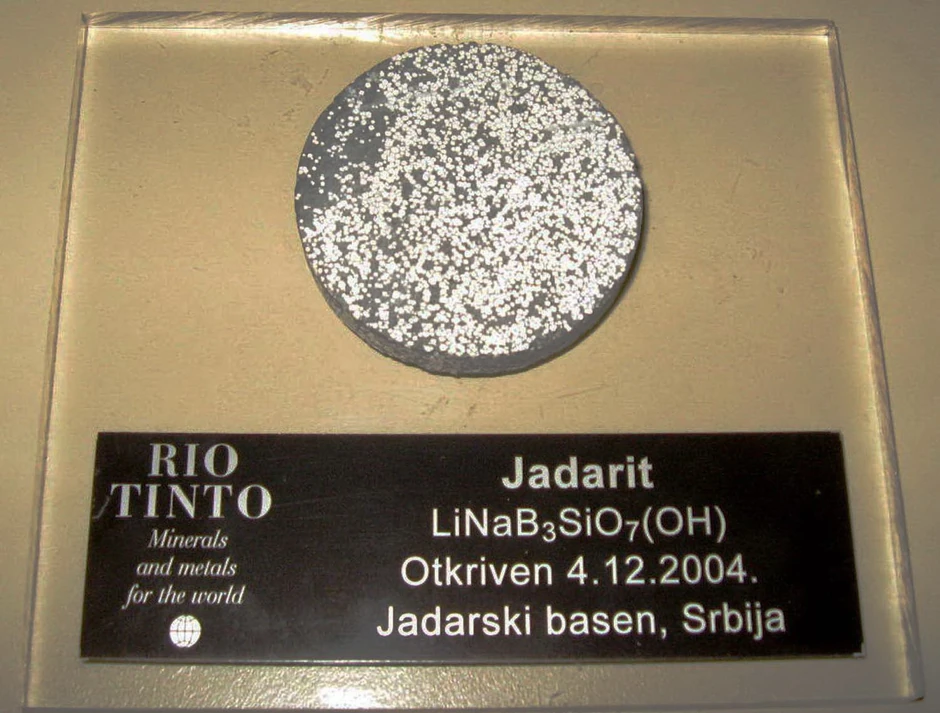 RIO
TINTO
Minerals
and metals
for the world
Jadarit
LiNaB₃SiO₇(OH)
Otkriven 4.12.2004.
Jadarski basen, Srbija